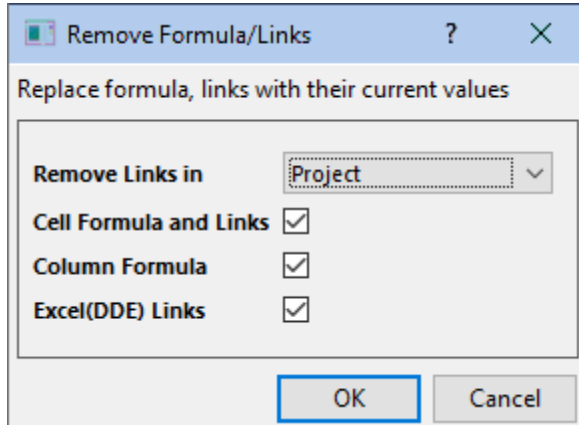 Remove Formula/Links ?
Replace formula, links with their current values
Remove Links in Project
Cell Formula and Links
Column Formula
Excel(DDE) Links
OK Cancel